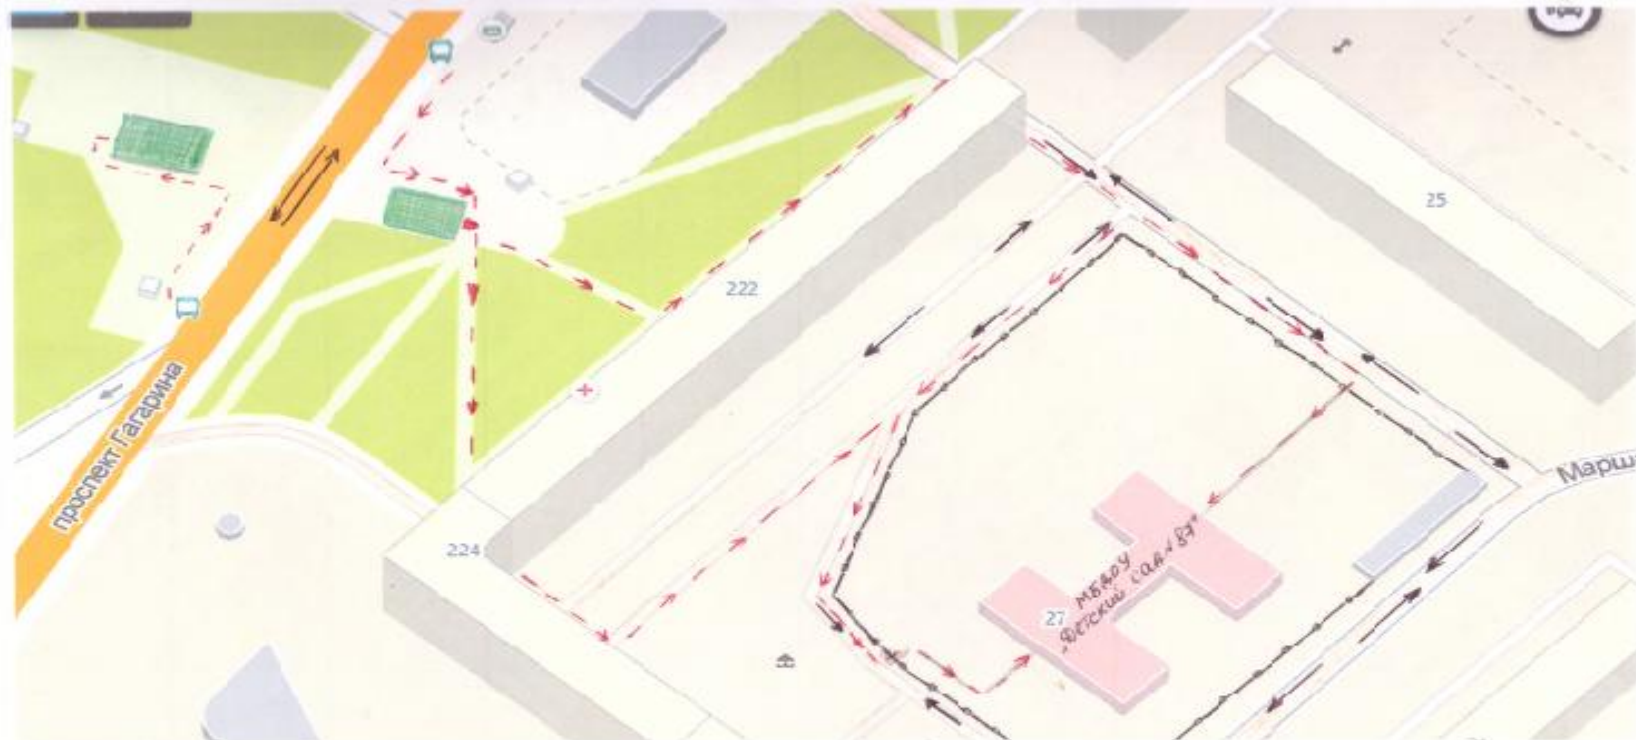 25
222
проспект Гагарина
Марш
224
27
МБДОУ
„Детский сад № 87"